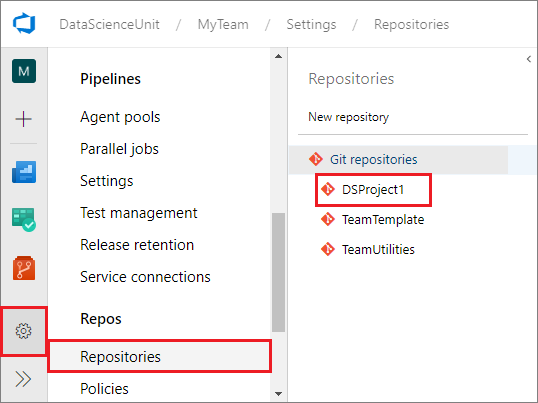 DataScienceUnit / MyTeam / Settings / Repositories
M
Pipelines
Agent pools
Parallel jobs
Settings
Test management
Release retention
Service connections
Repos
Repositories
Policies
Repositories
New repository
Git repositories
DSProject1
TeamTemplate
TeamUtilities